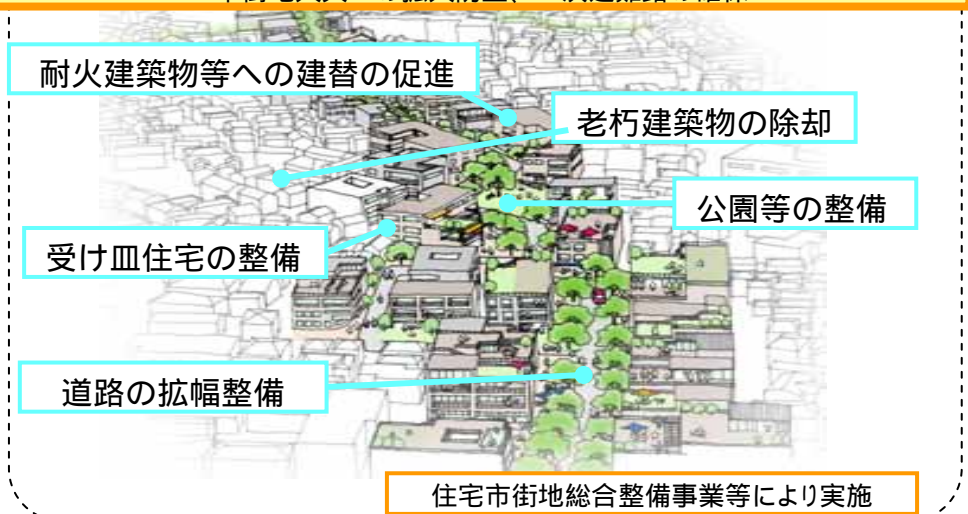 耐火建築物等への建替の促進
老朽建築物の除却
公園等の整備
受け皿住宅の整備
道路の拡幅整備
住宅市街地総合整備事業等により実施